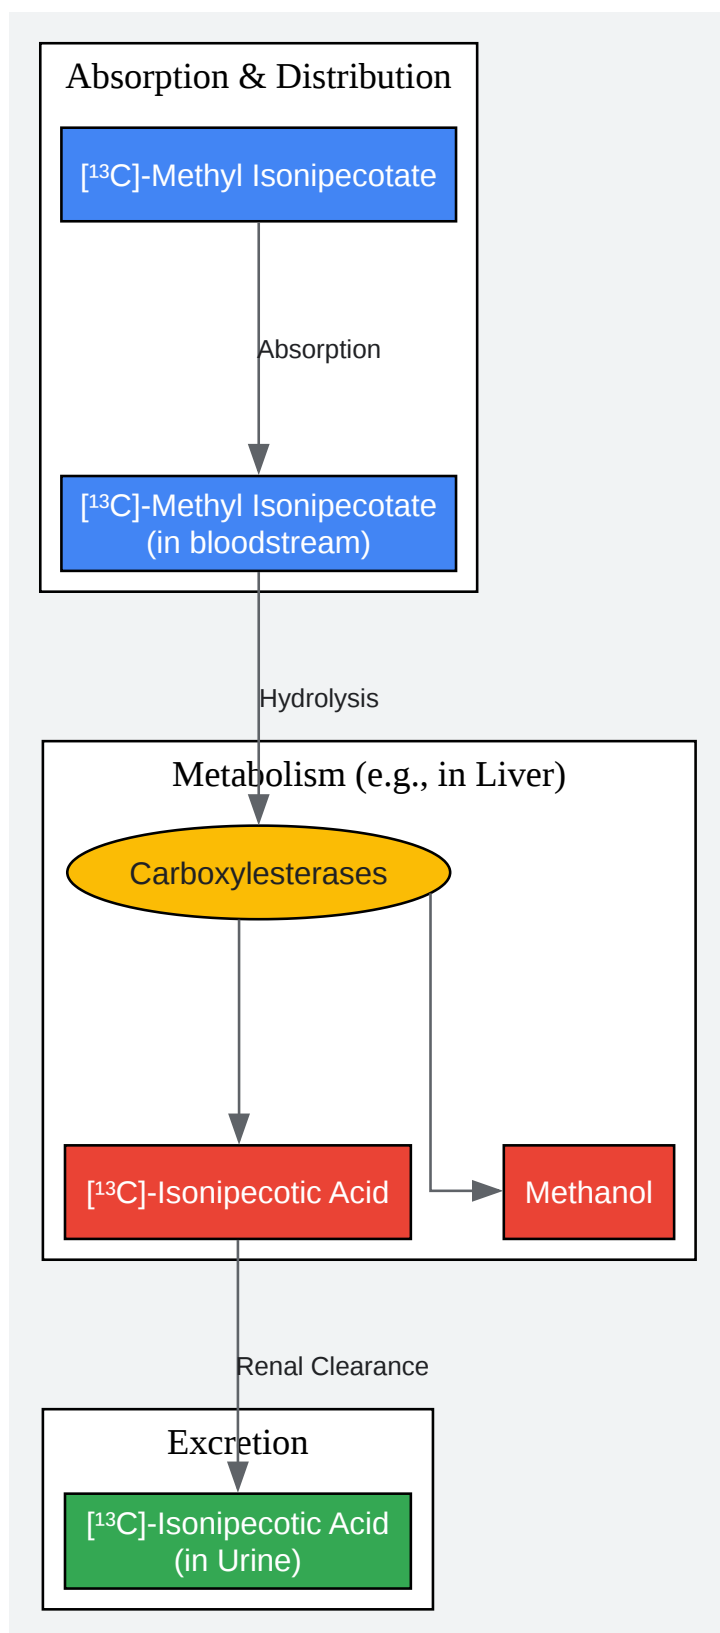 Absorption & Distribution
[¹³C]-Methyl Isonipecotate
Absorption
[¹³C]-Methyl Isonipecotate
(in bloodstream)
Hydrolysis
Metabolism (e.g., in Liver)
Carboxylesterases
[¹³C]-Isonipecotic Acid
Methanol
Renal Clearance
Excretion
[¹³C]-Isonipecotic Acid
(in Urine)